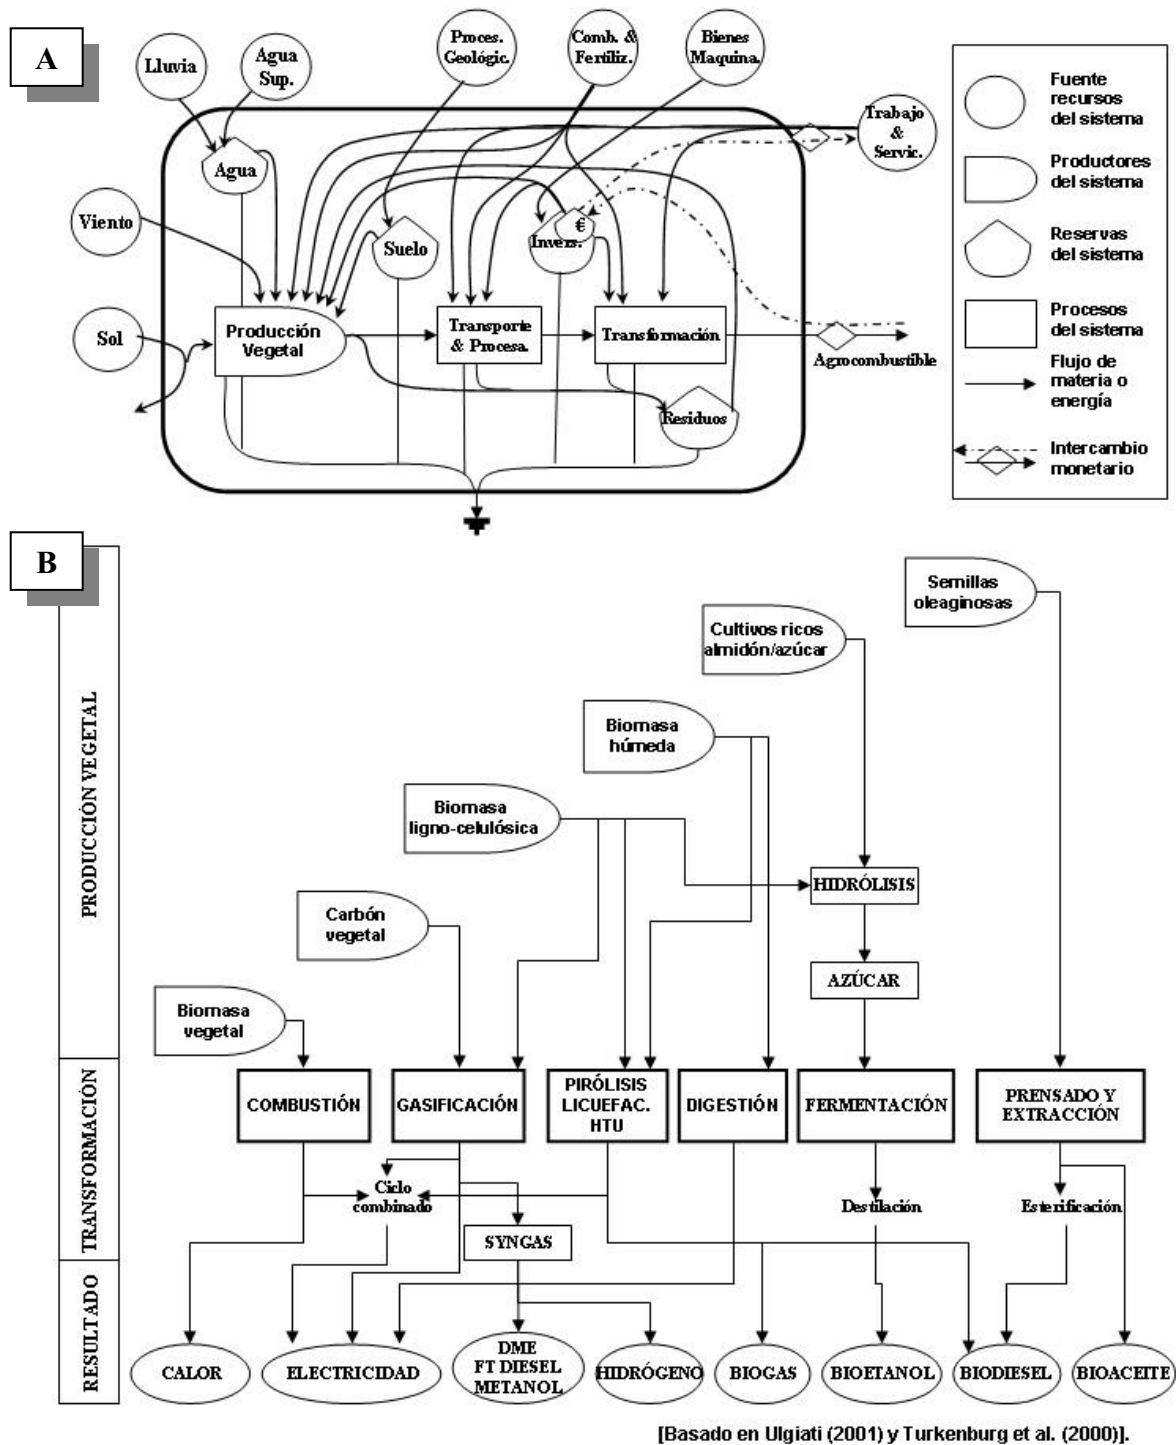 A
Lluvia
Agua
Sup.
Proces.
Geológic.
Comb. &
Fertiliz.
Bienes
Maquina.
Trabajo
&
Servic.
Agua
Viento
Suelo
€
Invers.
Sol
Producción
Vegetal
Transporte
& Procesa.
Transformación
Agrocombustible
Residuos
Fuente
recursos
del sistema
Productores
del sistema
Reservas
del sistema
Procesos
del sistema
Flujo de
materia o
energía
Intercambio
monetario
B
PRODUCCIÓN VEGETAL
Semillas
oleaginosas
Cultivos ricos
almidón/azúcar
Biomasa
húmeda
Biomasa
ligno-celulósica
HIDRÓLISIS
Carbón
vegetal
AZÚCAR
Biomasa
vegetal
TRANSFORMACIÓN
COMBUSTIÓN
GASIFICACIÓN
PIRÓLISIS
LICUEFAC.
HTU
DIGESTIÓN
FERMENTACIÓN
PRENSADO Y
EXTRACCIÓN
Ciclo
combinado
Destilación
Esterificación
SYNGAS
RESULTADO
CALOR
ELECTRICIDAD
DME
FT DIESEL
METANOL
HIDRÓGENO
BIOGAS
BIOETANOL
BIODIESEL
BIOACEITE
[Basado en Ulgiati (2001) y Turkenburg et al. (2000)].